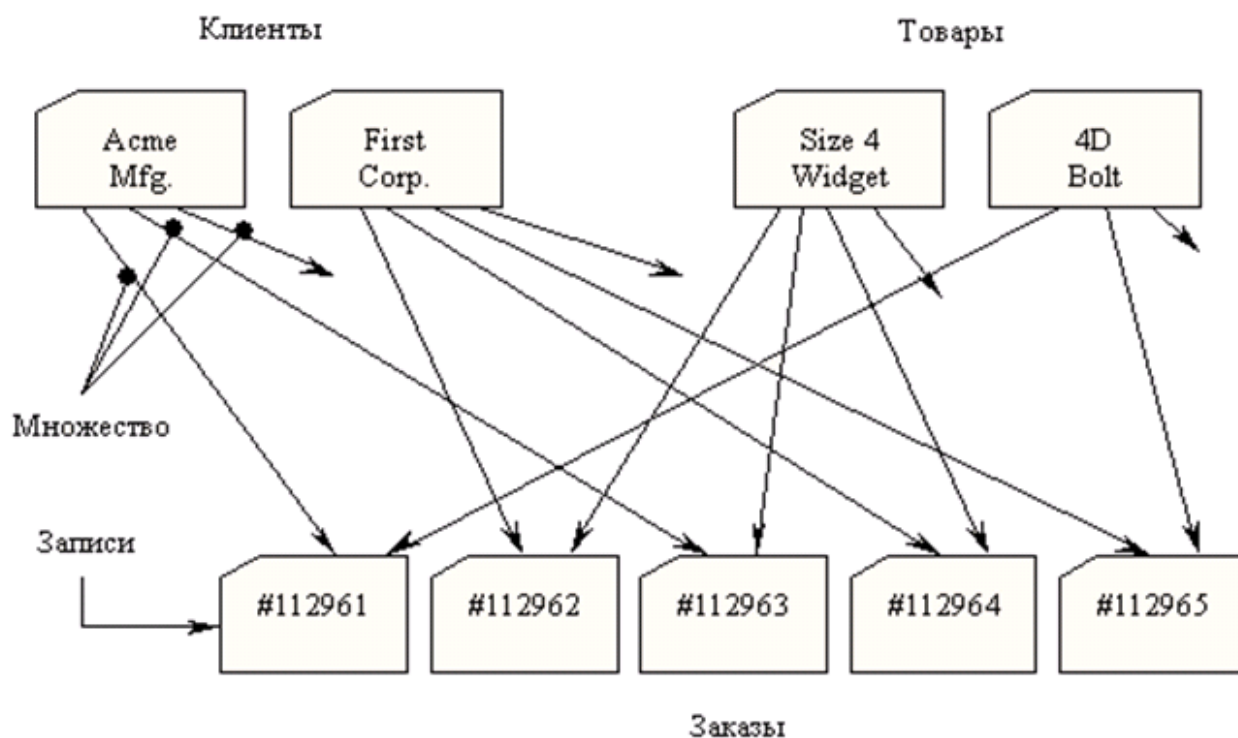 Клиенты
Товары
Acme
Mfg.
First
Corp.
Size 4
Widget
4D
Bolt
Множество
Записи
#112961
#112962
#112963
#112964
#112965
Заказы